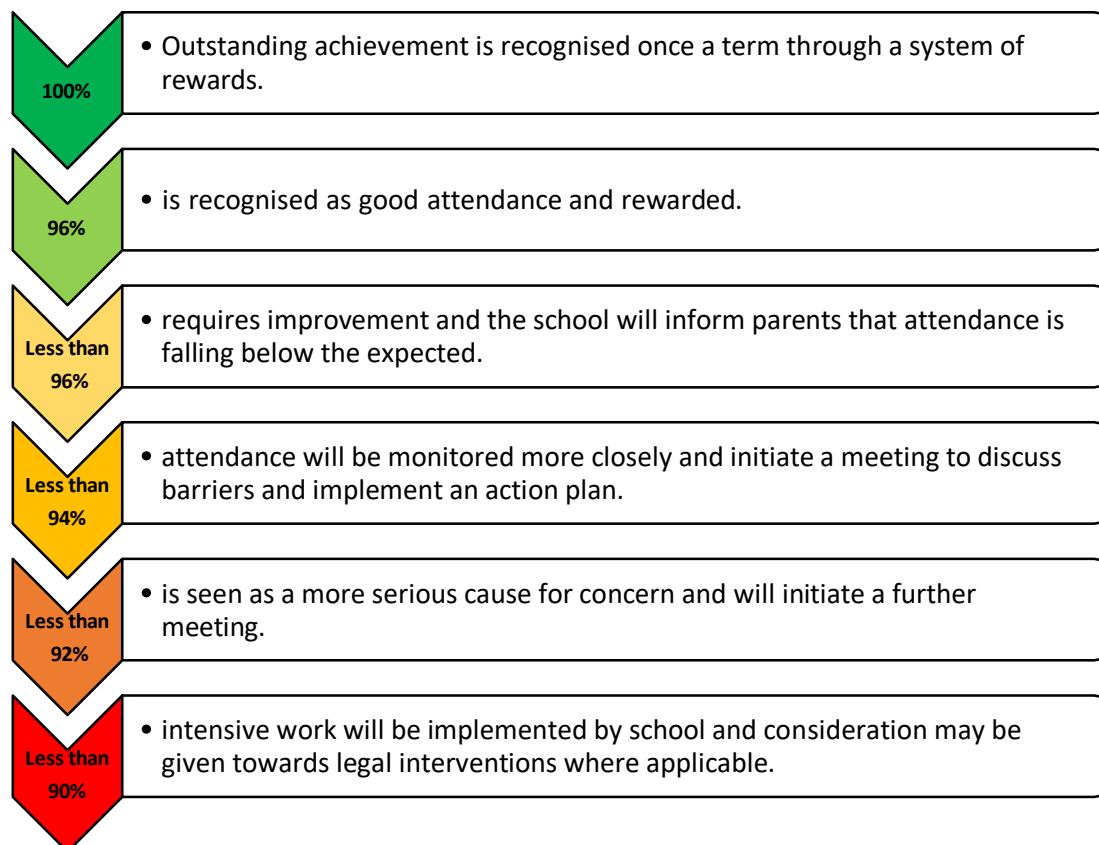 100%
• Outstanding achievement is recognised once a term through a system of
rewards.
96%
• is recognised as good attendance and rewarded.
Less than
96%
• requires improvement and the school will inform parents that attendance is
falling below the expected.
Less than
94%
• attendance will be monitored more closely and initiate a meeting to discuss
barriers and implement an action plan.
Less than
92%
• is seen as a more serious cause for concern and will initiate a further
meeting.
Less than
90%
• intensive work will be implemented by school and consideration may be
given towards legal interventions where applicable.